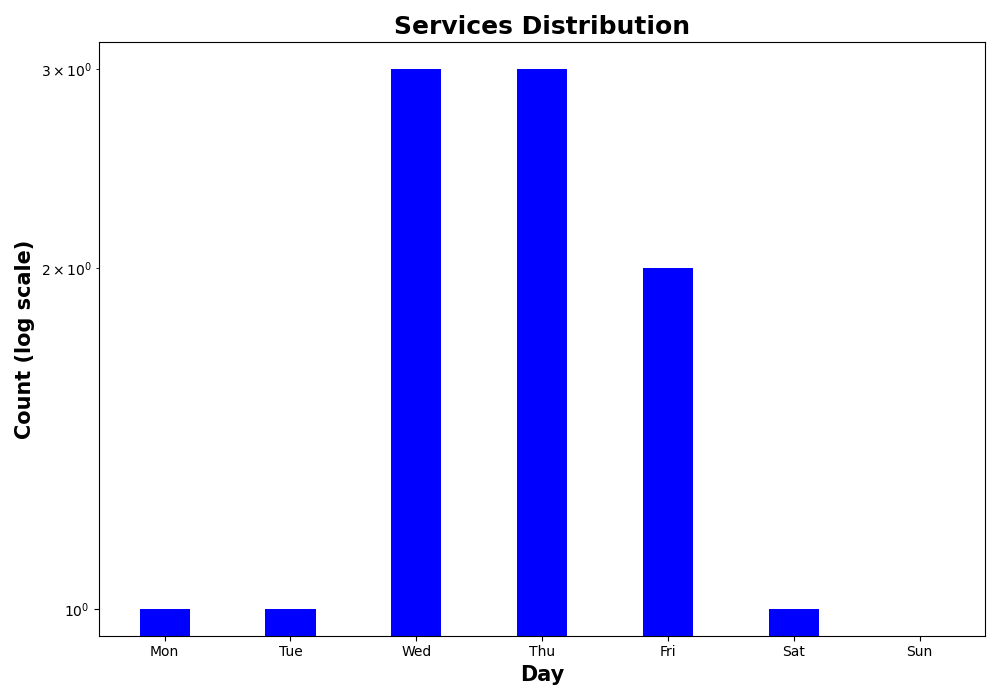 Services Distribution
3 × 10⁰
2 × 10⁰
10⁰
Count (log scale)
Mon Tue Wed Thu Fri Sat Sun
Day